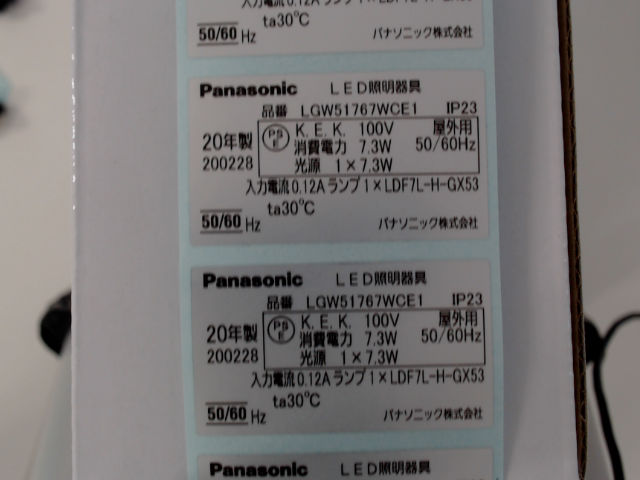 入力電流0.12A ランプ1×LDF7L-H-GX53
ta30℃
50/60 Hz パナソニック株式会社
Panasonic LED照明器具
品番 LGW51767WCE1 IP23
20年製 PSE K.E.K. 100V 屋外用
消費電力 7.3W 50/60Hz
200228 光源 1×7.3W
入力電流0.12A ランプ1×LDF7L-H-GX53
ta30℃
50/60 Hz パナソニック株式会社
Panasonic LED照明器具
品番 LGW51767WCE1 IP23
20年製 PSE K.E.K. 100V 屋外用
消費電力 7.3W 50/60Hz
200228 光源 1×7.3W
入力電流0.12A ランプ1×LDF7L-H-GX53
ta30℃
50/60 Hz パナソニック株式会社
Panasonic LED照明器具